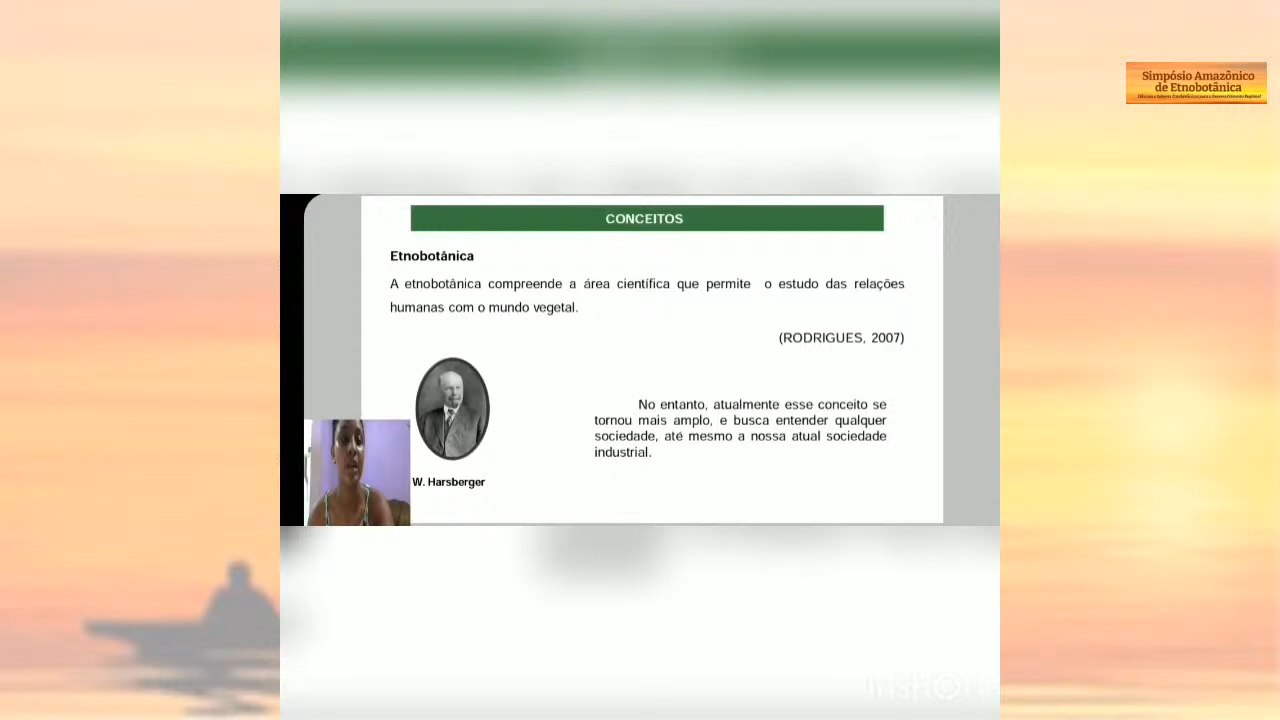 Simpósio Amazônico
de Etnobotânica
CONCEITOS
Etnobotânica
A etnobotânica compreende a área científica que permite o estudo das relações
humanas com o mundo vegetal.
(RODRIGUES, 2007)
No entanto, atualmente esse conceito se
tornou mais amplo, e busca entender qualquer
sociedade, até mesmo a nossa atual sociedade
industrial.
W. Harsberger